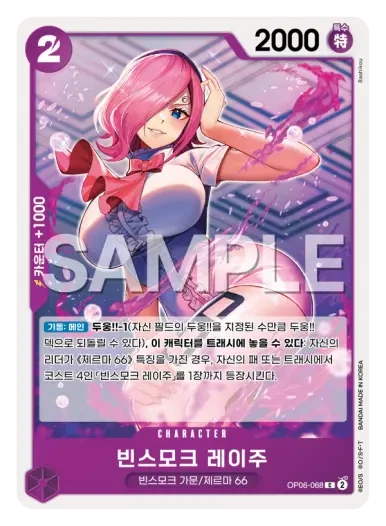 2
2000
특수
特
Sashikou
카운터 +1000
SAMPLE
기동: 메인 두웅!!-1(자신 필드의 두웅!!을 지정된 수만큼 두웅!!
덱으로 되돌릴 수 있다), 이 캐릭터를 트래시에 놓을 수 있다: 자신의
리더가 《제르마 66》 특징을 가진 경우, 자신의 패 또는 트래시에서
코스트 4인 「빈스모크 레이주」를 1장까지 등장시킨다.
CHARACTER
빈스모크 레이주
빈스모크 가문/제르마 66
BANDAI MADE IN KOREA
©E.O/S ©O/S·F·T
OP06-068 C 2